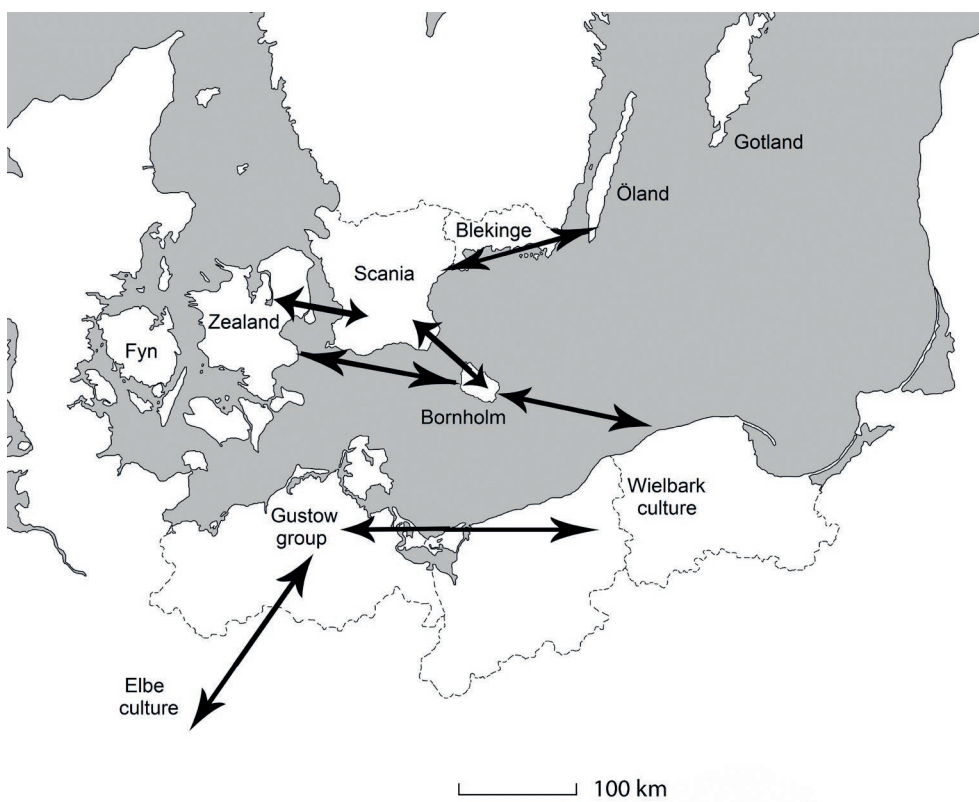 Gotland
Öland
Blekinge
Scania
Zealand
Fyn
Bornholm
Wielbark
culture
Gustow
group
Elbe
culture
100 km